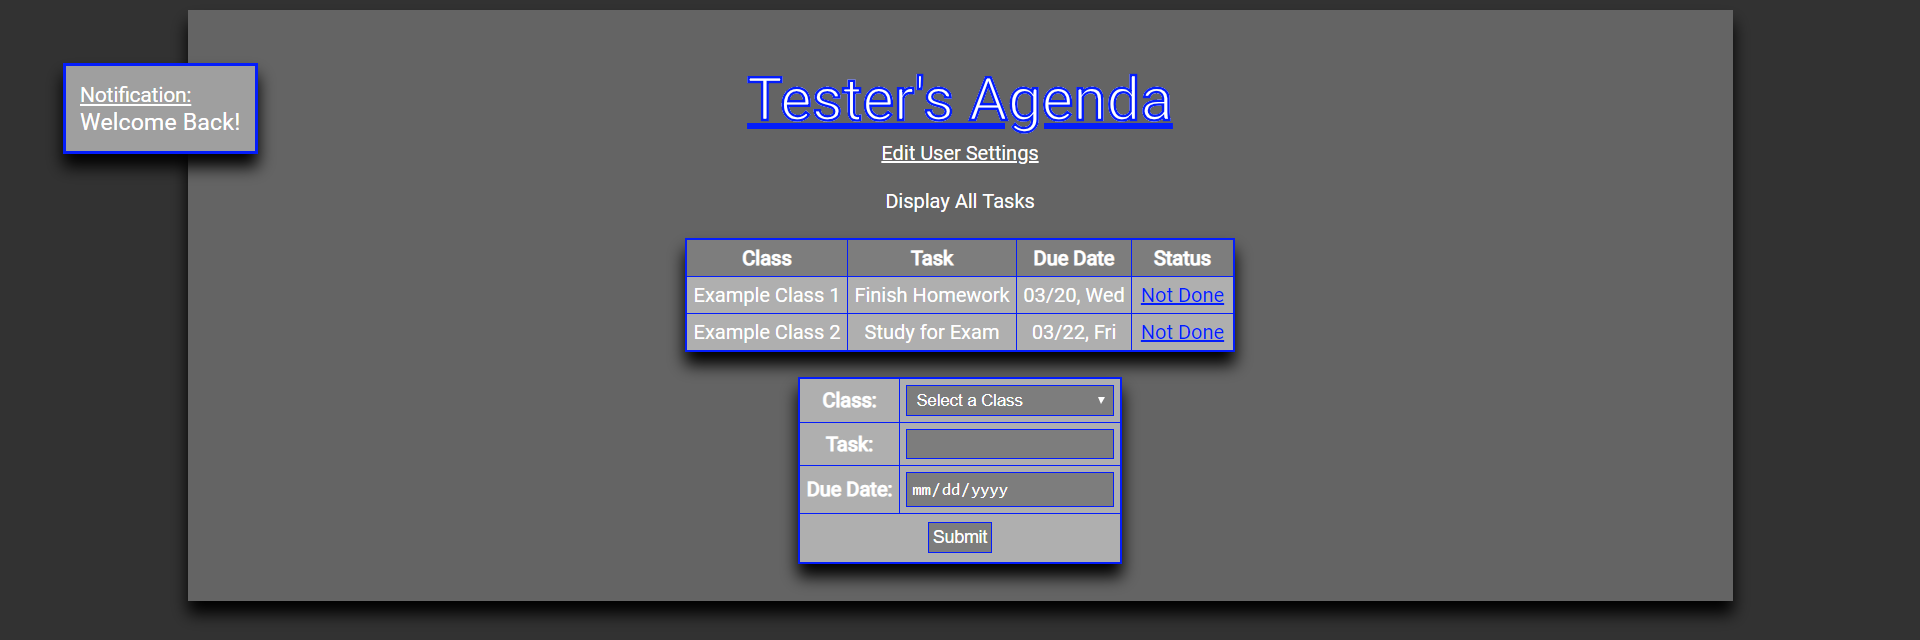 Notification:
Welcome Back!
Tester's Agenda
Edit User Settings
Display All Tasks
Class Task Due Date Status
Example Class 1 Finish Homework 03/20, Wed Not Done
Example Class 2 Study for Exam 03/22, Fri Not Done
Class: Select a Class
Task:
Due Date: mm/dd/yyyy
Submit